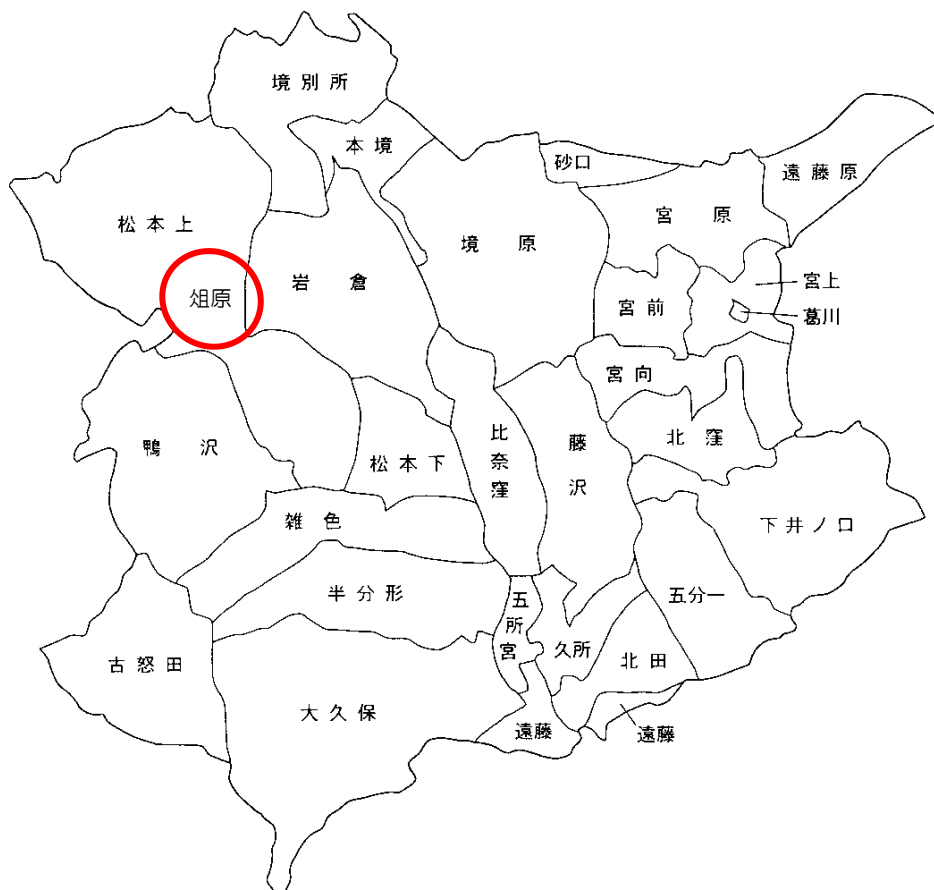 境別所
本境
砂口
遠藤原
松本上
宮原
境原
岩倉
宮上
俎原
宮前
葛川
宮向
比奈窪
藤沢
北窪
鴨沢
松本下
雑色
下井ノ口
半分形
五所宮
五分一
久所
北田
古怒田
大久保
遠藤
遠藤